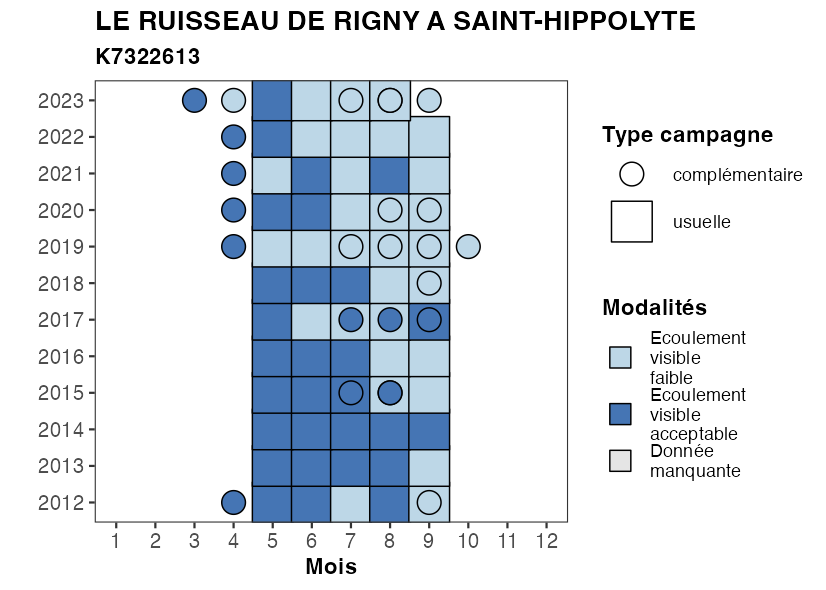 LE RUISSEAU DE RIGNY A SAINT-HIPPOLYTE
K7322613
2023
2022
2021
2020
2019
2018
2017
2016
2015
2014
2013
2012
1 2 3 4 5 6 7 8 9 10 11 12
Mois
Type campagne
complémentaire
usuelle
Modalités
Ecoulement
visible
faible
Ecoulement
visible
acceptable
Donnée
manquante